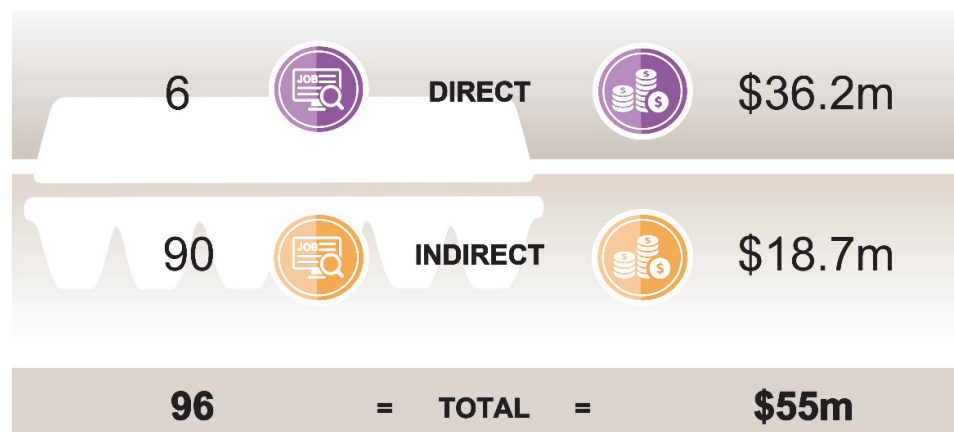 6 JOB DIRECT $ $ $ $36.2m
90 JOB INDIRECT $ $ $ $18.7m
96 = TOTAL = $55m